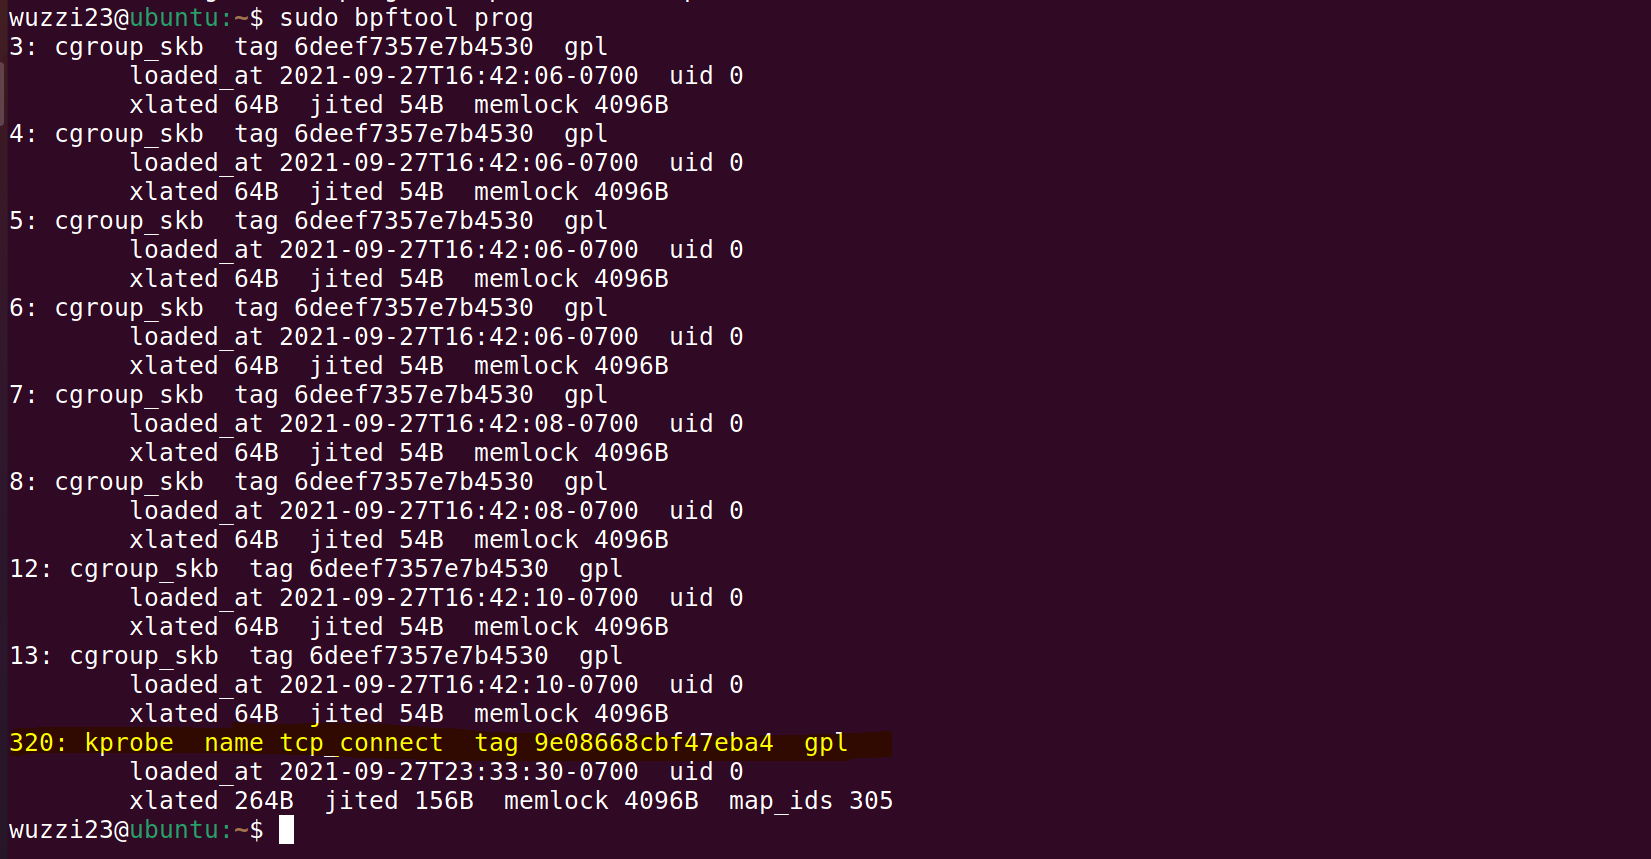 wuzzi23@ubuntu:~$ sudo bpftool prog
3: cgroup_skb  tag 6deef7357e7b4530  gpl
        loaded_at 2021-09-27T16:42:06-0700  uid 0
        xlated 64B  jited 54B  memlock 4096B
4: cgroup_skb  tag 6deef7357e7b4530  gpl
        loaded_at 2021-09-27T16:42:06-0700  uid 0
        xlated 64B  jited 54B  memlock 4096B
5: cgroup_skb  tag 6deef7357e7b4530  gpl
        loaded_at 2021-09-27T16:42:06-0700  uid 0
        xlated 64B  jited 54B  memlock 4096B
6: cgroup_skb  tag 6deef7357e7b4530  gpl
        loaded_at 2021-09-27T16:42:06-0700  uid 0
        xlated 64B  jited 54B  memlock 4096B
7: cgroup_skb  tag 6deef7357e7b4530  gpl
        loaded_at 2021-09-27T16:42:08-0700  uid 0
        xlated 64B  jited 54B  memlock 4096B
8: cgroup_skb  tag 6deef7357e7b4530  gpl
        loaded_at 2021-09-27T16:42:08-0700  uid 0
        xlated 64B  jited 54B  memlock 4096B
12: cgroup_skb  tag 6deef7357e7b4530  gpl
        loaded_at 2021-09-27T16:42:10-0700  uid 0
        xlated 64B  jited 54B  memlock 4096B
13: cgroup_skb  tag 6deef7357e7b4530  gpl
        loaded_at 2021-09-27T16:42:10-0700  uid 0
        xlated 64B  jited 54B  memlock 4096B
320: kprobe  name tcp_connect  tag 9e08668cbf47eba4  gpl
        loaded_at 2021-09-27T23:33:30-0700  uid 0
        xlated 264B  jited 156B  memlock 4096B  map_ids 305
wuzzi23@ubuntu:~$